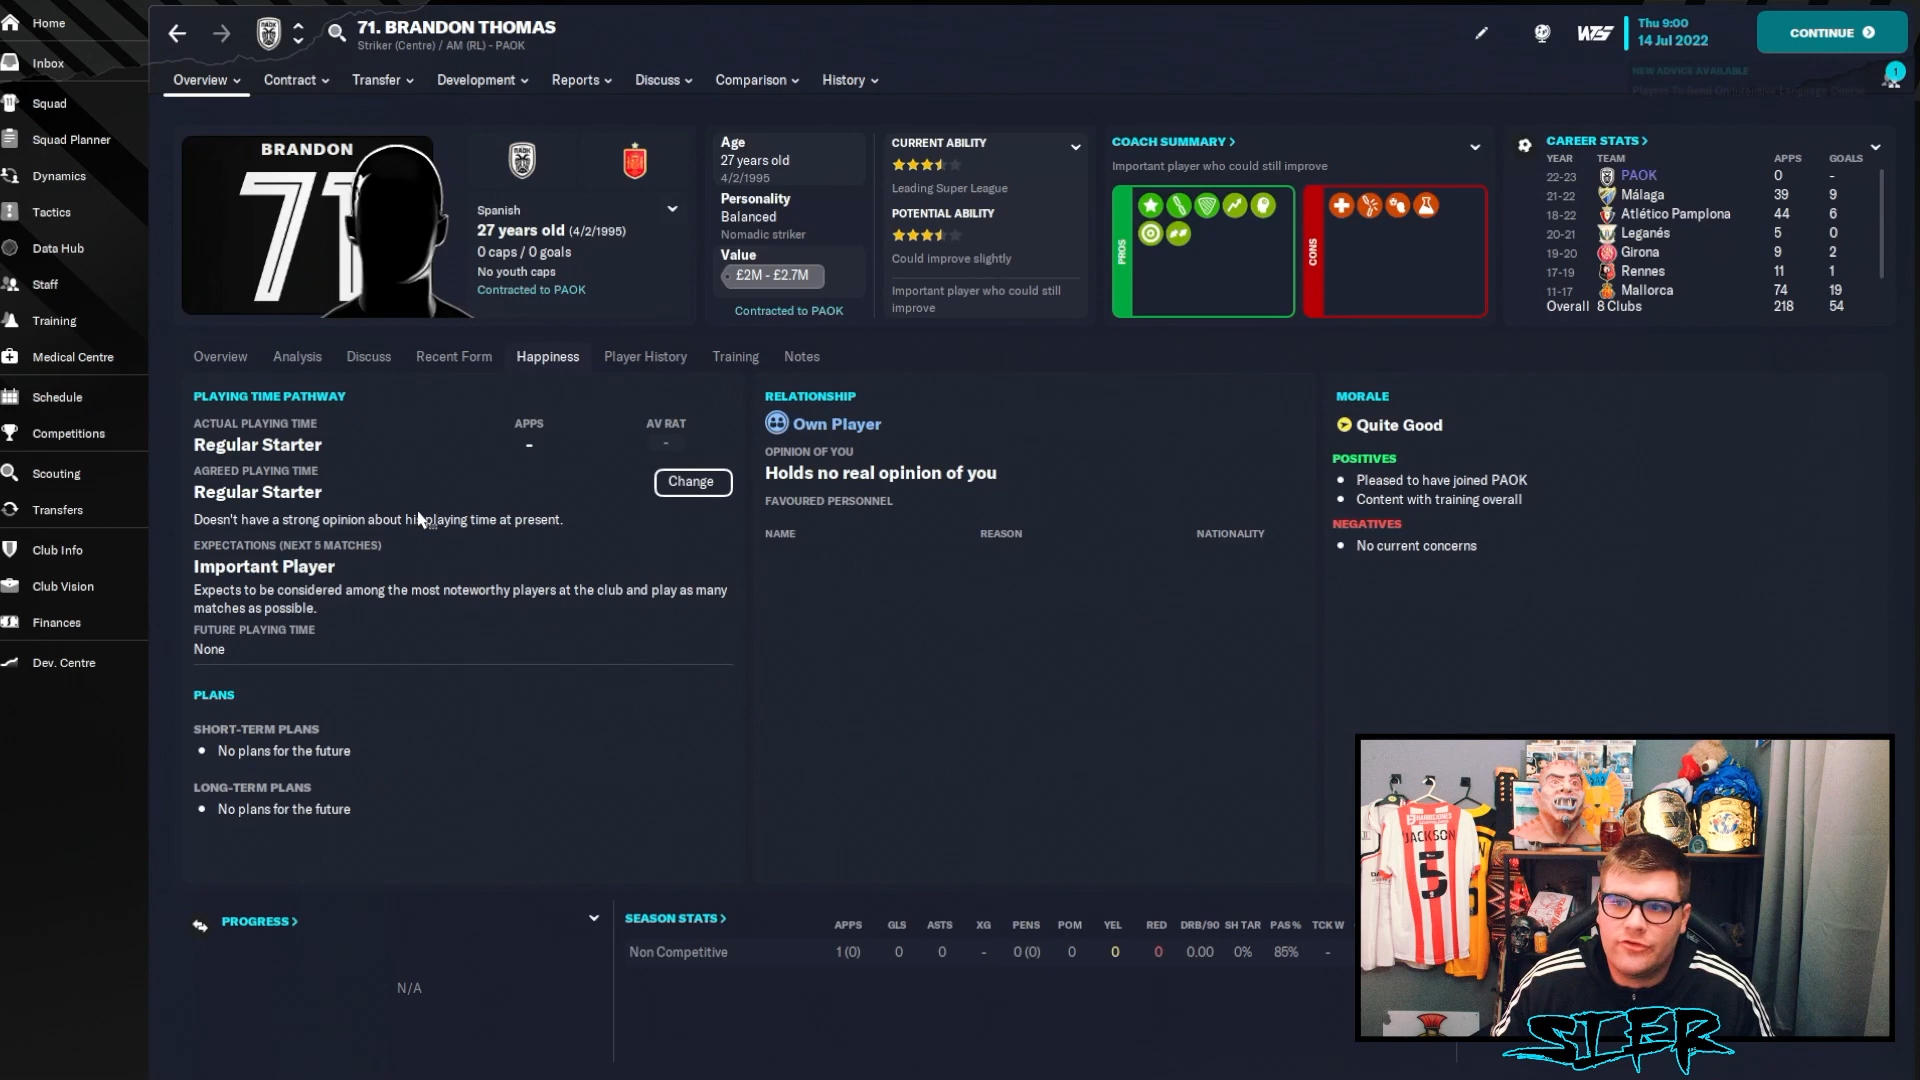 Home
Inbox
Squad
Squad Planner
Dynamics
Tactics
Data Hub
Staff
Training
Medical Centre
Schedule
Competitions
Scouting
Transfers
Club Info
Club Vision
Finances
Dev. Centre
71. BRANDON THOMAS
Striker (Centre) / AM (RL) - PAOK
Thu 9:00
14 Jul 2022
CONTINUE
NEW ADVICE AVAILABLE
1
Overview
Contract
Transfer
Development
Reports
Discuss
Comparison
History
BRANDON
71
Spanish
27 years old (4/2/1995)
0 caps / 0 goals
No youth caps
Contracted to PAOK
Age
27 years old
4/2/1995
Personality
Balanced
Nomadic striker
Value
£2M - £2.7M
Contracted to PAOK
CURRENT ABILITY
Leading Super League
POTENTIAL ABILITY
Could improve slightly
Important player who could still
improve
COACH SUMMARY >
Important player who could still improve
PROS
CONS
CAREER STATS >
YEAR TEAM APPS GOALS
22-23 PAOK 0 -
21-22 Málaga 39 9
18-22 Atlético Pamplona 44 6
20-21 Leganés 5 0
19-20 Girona 9 2
17-19 Rennes 11 1
11-17 Mallorca 74 19
Overall 8 Clubs 218 54
Overview
Analysis
Discuss
Recent Form
Happiness
Player History
Training
Notes
PLAYING TIME PATHWAY
ACTUAL PLAYING TIME APPS AV RAT
Regular Starter - -
AGREED PLAYING TIME
Regular Starter
Change
Doesn't have a strong opinion about his playing time at present.
EXPECTATIONS (NEXT 5 MATCHES)
Important Player
Expects to be considered among the most noteworthy players at the club and play as many
matches as possible.
FUTURE PLAYING TIME
None
PLANS
SHORT-TERM PLANS
No plans for the future
LONG-TERM PLANS
No plans for the future
RELATIONSHIP
Own Player
OPINION OF YOU
Holds no real opinion of you
FAVOURED PERSONNEL
NAME REASON NATIONALITY
MORALE
Quite Good
POSITIVES
Pleased to have joined PAOK
Content with training overall
NEGATIVES
No current concerns
PROGRESS >
N/A
SEASON STATS > APPS GLS ASTS XG PENS POM YEL RED DRB/90 SH TAR PAS % TCK W
Non Competitive 1 (0) 0 0 - 0 (0) 0 0 0 0.00 0% 85% -
JACKSON
5
SIER